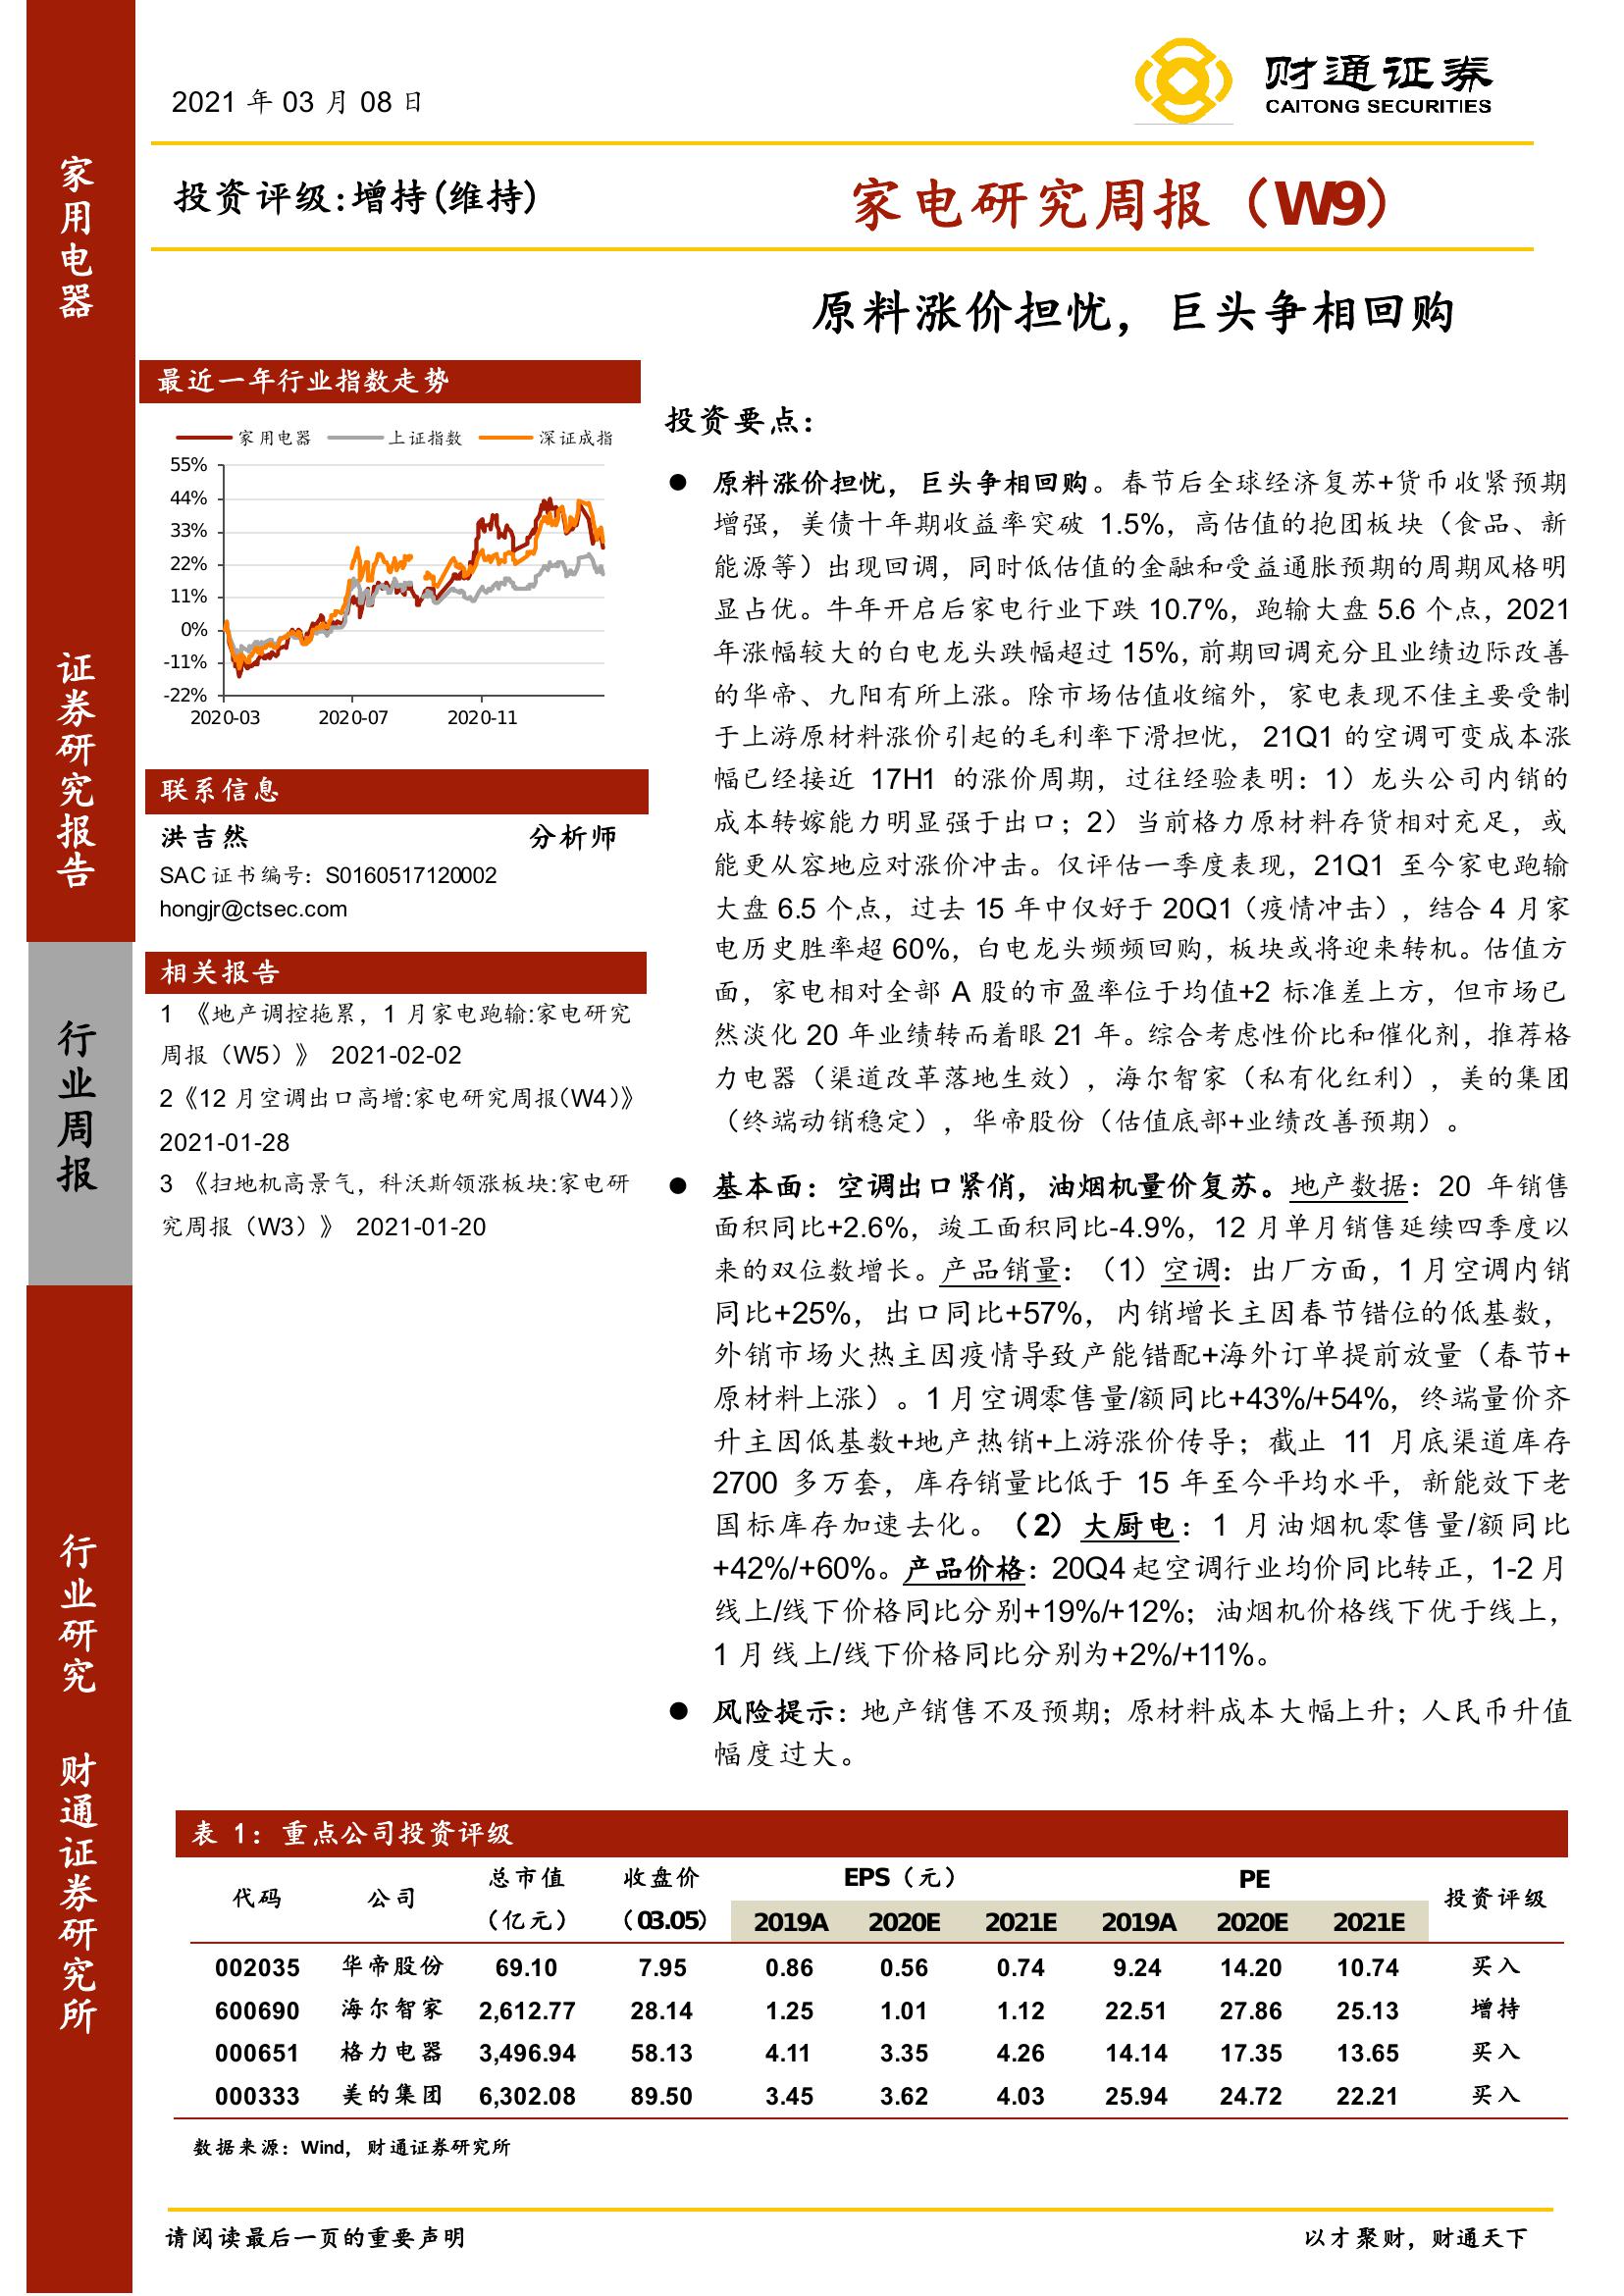 2021 年 03 月 08 日
财通证券
CAITONG SECURITIES
投资评级:增持(维持)
家电研究周报（W9）
原料涨价担忧，巨头争相回购
家用电器
证券研究报告
行业周报
行业研究
财通证券研究所
最近一年行业指数走势
家用电器 上证指数 深证成指
55%
44%
33%
22%
11%
0%
-11%
-22%
2020-03 2020-07 2020-11
联系信息
洪吉然 分析师
SAC 证书编号：S0160517120002
hongjr@ctsec.com
相关报告
1 《地产调控拖累，1 月家电跑输:家电研究
周报（W5）》 2021-02-02
2《12 月空调出口高增:家电研究周报(W4)》
2021-01-28
3 《扫地机高景气，科沃斯领涨板块:家电研
究周报（W3）》 2021-01-20
投资要点：
● 原料涨价担忧，巨头争相回购。春节后全球经济复苏+货币收紧预期
增强，美债十年期收益率突破 1.5%，高估值的抱团板块（食品、新
能源等）出现回调，同时低估值的金融和受益通胀预期的周期风格明
显占优。牛年开启后家电行业下跌 10.7%，跑输大盘 5.6 个点，2021
年涨幅较大的白电龙头跌幅超过 15%，前期回调充分且业绩边际改善
的华帝、九阳有所上涨。除市场估值收缩外，家电表现不佳主要受制
于上游原材料涨价引起的毛利率下滑担忧， 21Q1 的空调可变成本涨
幅已经接近 17H1 的涨价周期，过往经验表明：1）龙头公司内销的
成本转嫁能力明显强于出口；2）当前格力原材料存货相对充足，或
能更从容地应对涨价冲击。仅评估一季度表现，21Q1 至今家电跑输
大盘 6.5 个点，过去 15 年中仅好于 20Q1（疫情冲击），结合 4 月家
电历史胜率超 60%，白电龙头频频回购，板块或将迎来转机。估值方
面，家电相对全部 A 股的市盈率位于均值+2 标准差上方，但市场已
然淡化 20 年业绩转而着眼 21 年。综合考虑性价比和催化剂，推荐格
力电器（渠道改革落地生效），海尔智家（私有化红利），美的集团
（终端动销稳定），华帝股份（估值底部+业绩改善预期）。
● 基本面：空调出口紧俏，油烟机量价复苏。地产数据：20 年销售
面积同比+2.6%，竣工面积同比-4.9%，12 月单月销售延续四季度以
来的双位数增长。产品销量：（1）空调：出厂方面，1 月空调内销
同比+25%，出口同比+57%，内销增长主因春节错位的低基数，
外销市场火热主因疫情导致产能错配+海外订单提前放量（春节+
原材料上涨）。1 月空调零售量/额同比+43%/+54%，终端量价齐
升主因低基数+地产热销+上游涨价传导；截止 11 月底渠道库存
2700 多万套，库存销量比低于 15 年至今平均水平，新能效下老
国标库存加速去化。（2）大厨电：1 月油烟机零售量/额同比
+42%/+60%。产品价格：20Q4 起空调行业均价同比转正，1-2 月
线上/线下价格同比分别+19%/+12%；油烟机价格线下优于线上，
1 月线上/线下价格同比分别为+2%/+11%。
● 风险提示：地产销售不及预期；原材料成本大幅上升；人民币升值
幅度过大。
表 1：重点公司投资评级
代码 公司 总市值（亿元） 收盘价（03.05） EPS（元） PE 投资评级
2019A 2020E 2021E 2019A 2020E 2021E
002035 华帝股份 69.10 7.95 0.86 0.56 0.74 9.24 14.20 10.74 买入
600690 海尔智家 2,612.77 28.14 1.25 1.01 1.12 22.51 27.86 25.13 增持
000651 格力电器 3,496.94 58.13 4.11 3.35 4.26 14.14 17.35 13.65 买入
000333 美的集团 6,302.08 89.50 3.45 3.62 4.03 25.94 24.72 22.21 买入
数据来源：Wind，财通证券研究所
请阅读最后一页的重要声明 以才聚财，财通天下